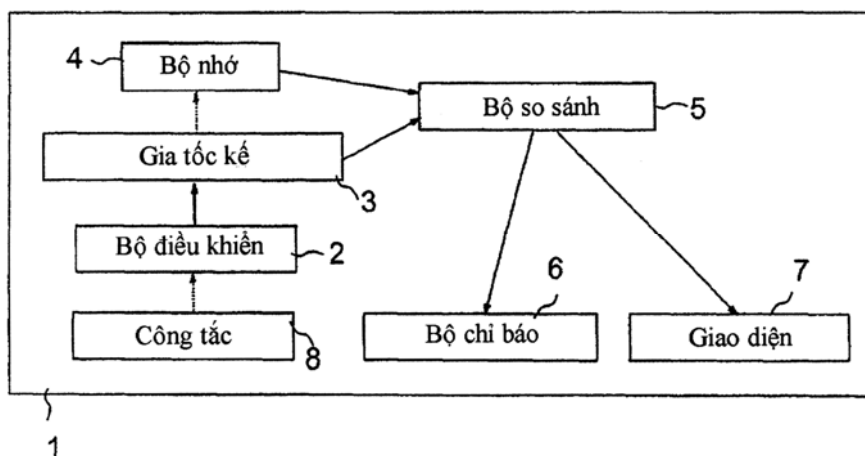 4 Bộ nhớ
Bộ so sánh 5
Gia tốc kế
3
Bộ điều khiển 2
6 7
Công tắc 8 Bộ chỉ báo Giao diện
1